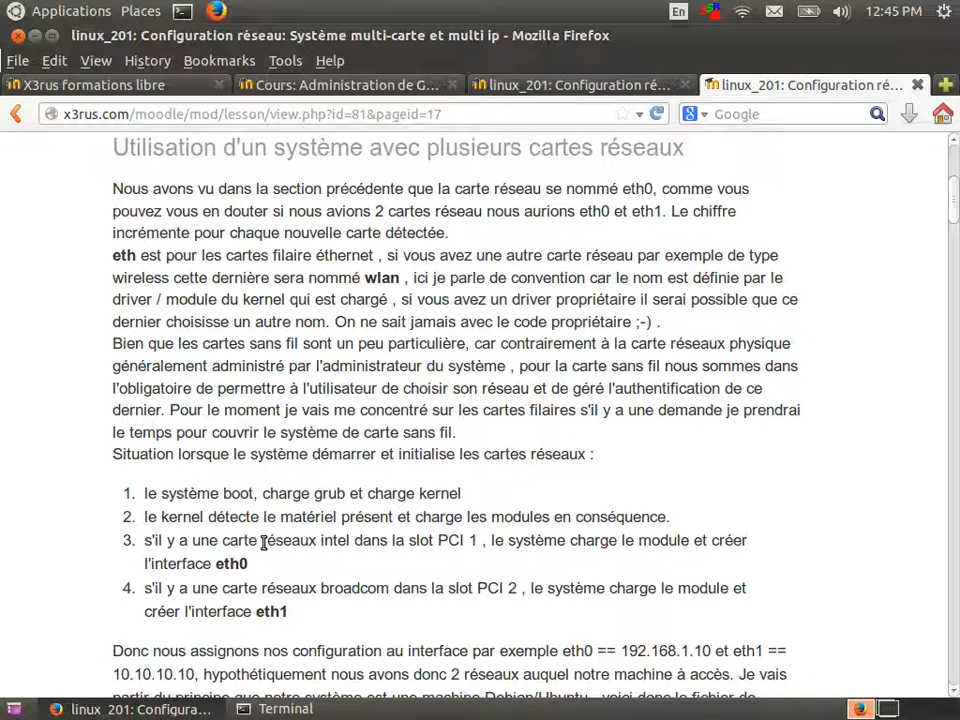 Applications Places En 12:45 PM
linux_201: Configuration réseau: Système multi-carte et multi ip - Mozilla Firefox
File Edit View History Bookmarks Tools Help
X3rus formations libre Cours: Administration de G... linux_201: Configuration ré... linux_201: Configuration ré...
x3rus.com/moodle/mod/lesson/view.php?id=81&pageid=17 Google
Utilisation d'un système avec plusieurs cartes réseaux
Nous avons vu dans la section précédente que la carte réseau se nommé eth0, comme vous
pouvez vous en douter si nous avions 2 cartes réseau nous aurions eth0 et eth1. Le chiffre
incrémente pour chaque nouvelle carte détectée.
eth est pour les cartes filaire éthernet , si vous avez une autre carte réseau par exemple de type
wireless cette dernière sera nommé wlan , ici je parle de convention car le nom est définie par le
driver / module du kernel qui est chargé , si vous avez un driver propriétaire il serai possible que ce
dernier choisisse un autre nom. On ne sait jamais avec le code propriétaire ;-) .
Bien que les cartes sans fil sont un peu particulière, car contrairement à la carte réseaux physique
généralement administré par l'administrateur du système , pour la carte sans fil nous sommes dans
l'obligatoire de permettre à l'utilisateur de choisir son réseau et de géré l'authentification de ce
dernier. Pour le moment je vais me concentré sur les cartes filaires s'il y a une demande je prendrai
le temps pour couvrir le système de carte sans fil.
Situation lorsque le système démarrer et initialise les cartes réseaux :
1. le système boot, charge grub et charge kernel
2. le kernel détecte le matériel présent et charge les modules en conséquence.
3. s'il y a une carte réseaux intel dans la slot PCI 1 , le système charge le module et créer
l'interface eth0
4. s'il y a une carte réseaux broadcom dans la slot PCI 2 , le système charge le module et
créer l'interface eth1
Donc nous assignons nos configuration au interface par exemple eth0 == 192.168.1.10 et eth1 ==
10.10.10.10, hypothétiquement nous avons donc 2 réseaux auquel notre machine à accès. Je vais
partir du principe que notre système est une machine Debian/Ubuntu , voici dans le fichier de
linux_201: Configura... Terminal